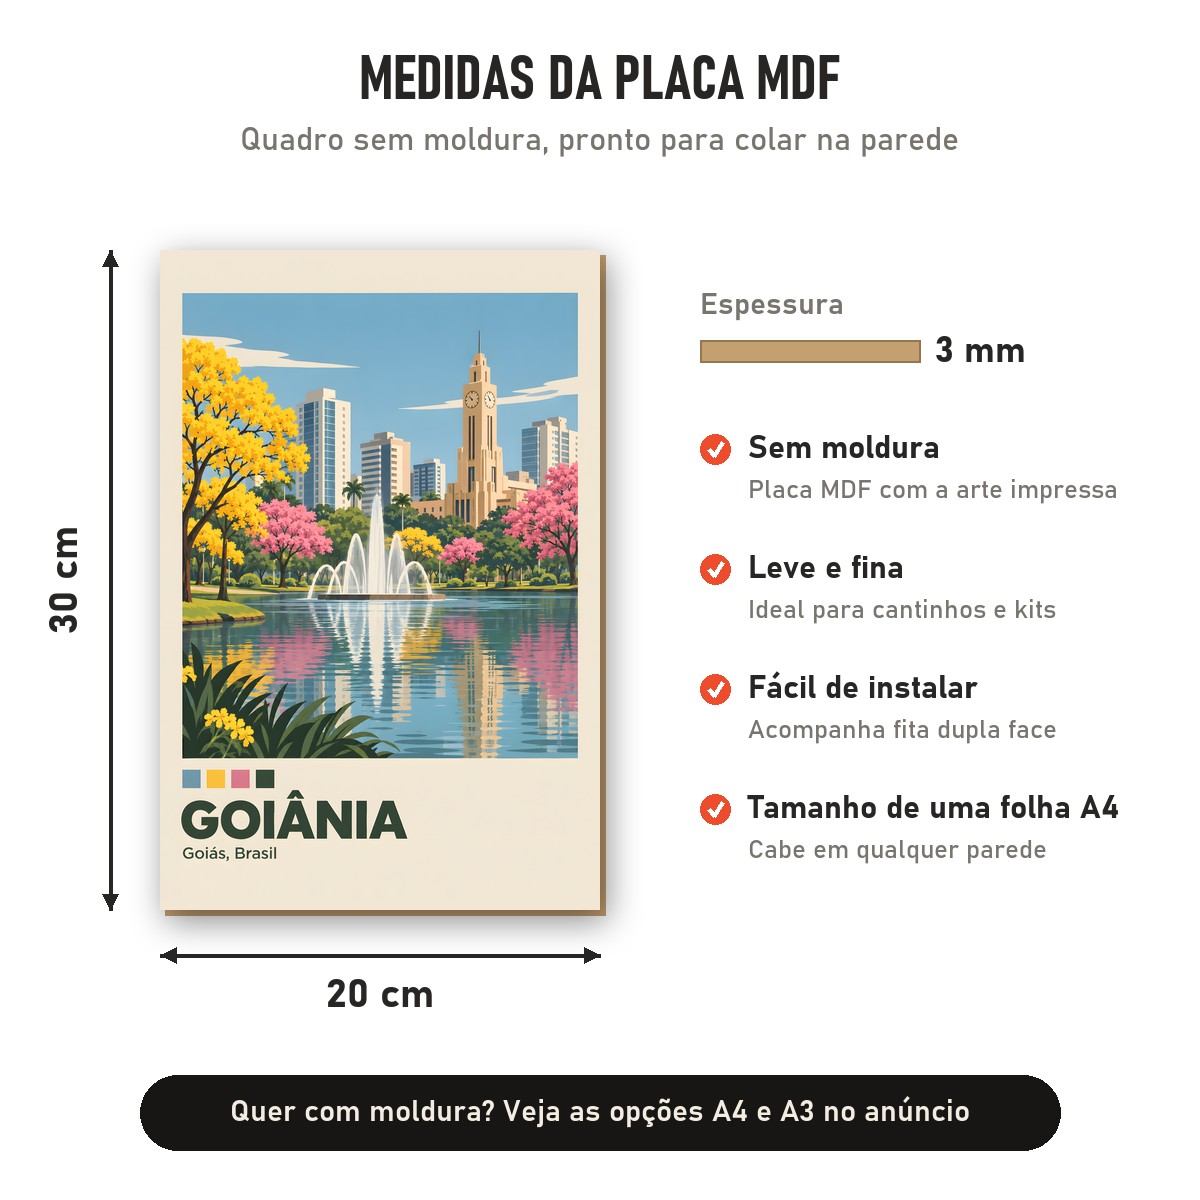 MEDIDAS DA PLACA MDF
Quadro sem moldura, pronto para colar na parede
30 cm
GOIÂNIA
Goiás, Brasil
20 cm
Espessura
3 mm
Sem moldura
Placa MDF com a arte impressa
Leve e fina
Ideal para cantinhos e kits
Fácil de instalar
Acompanha fita dupla face
Tamanho de uma folha A4
Cabe em qualquer parede
Quer com moldura? Veja as opções A4 e A3 no anúncio